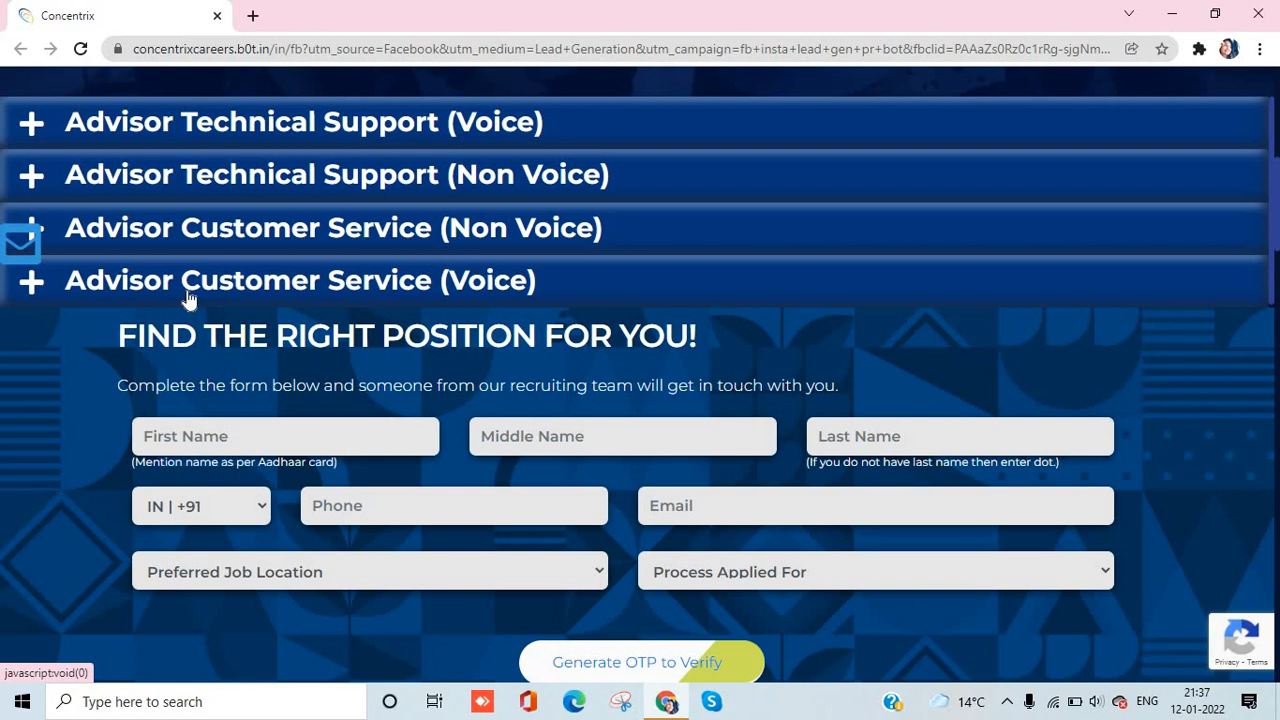 Concentrix
concentrixcareers.b0t.in/in/fb?utm_source=Facebook&utm_medium=Lead+Generation&utm_campaign=fb+insta+lead+gen+pr+bot&fbclid=PAAaZs0Rz0c1rRg-sjgNm...
Advisor Technical Support (Voice)
Advisor Technical Support (Non Voice)
Advisor Customer Service (Non Voice)
Advisor Customer Service (Voice)
FIND THE RIGHT POSITION FOR YOU!
Complete the form below and someone from our recruiting team will get in touch with you.
First Name
Middle Name
Last Name
(Mention name as per Aadhaar card)
(If you do not have last name then enter dot.)
IN | +91
Phone
Email
Preferred Job Location
Process Applied For
Generate OTP to Verify
Privacy - Terms
javascript:void(0)
Type here to search
14°C
ENG
21:37
12-01-2022